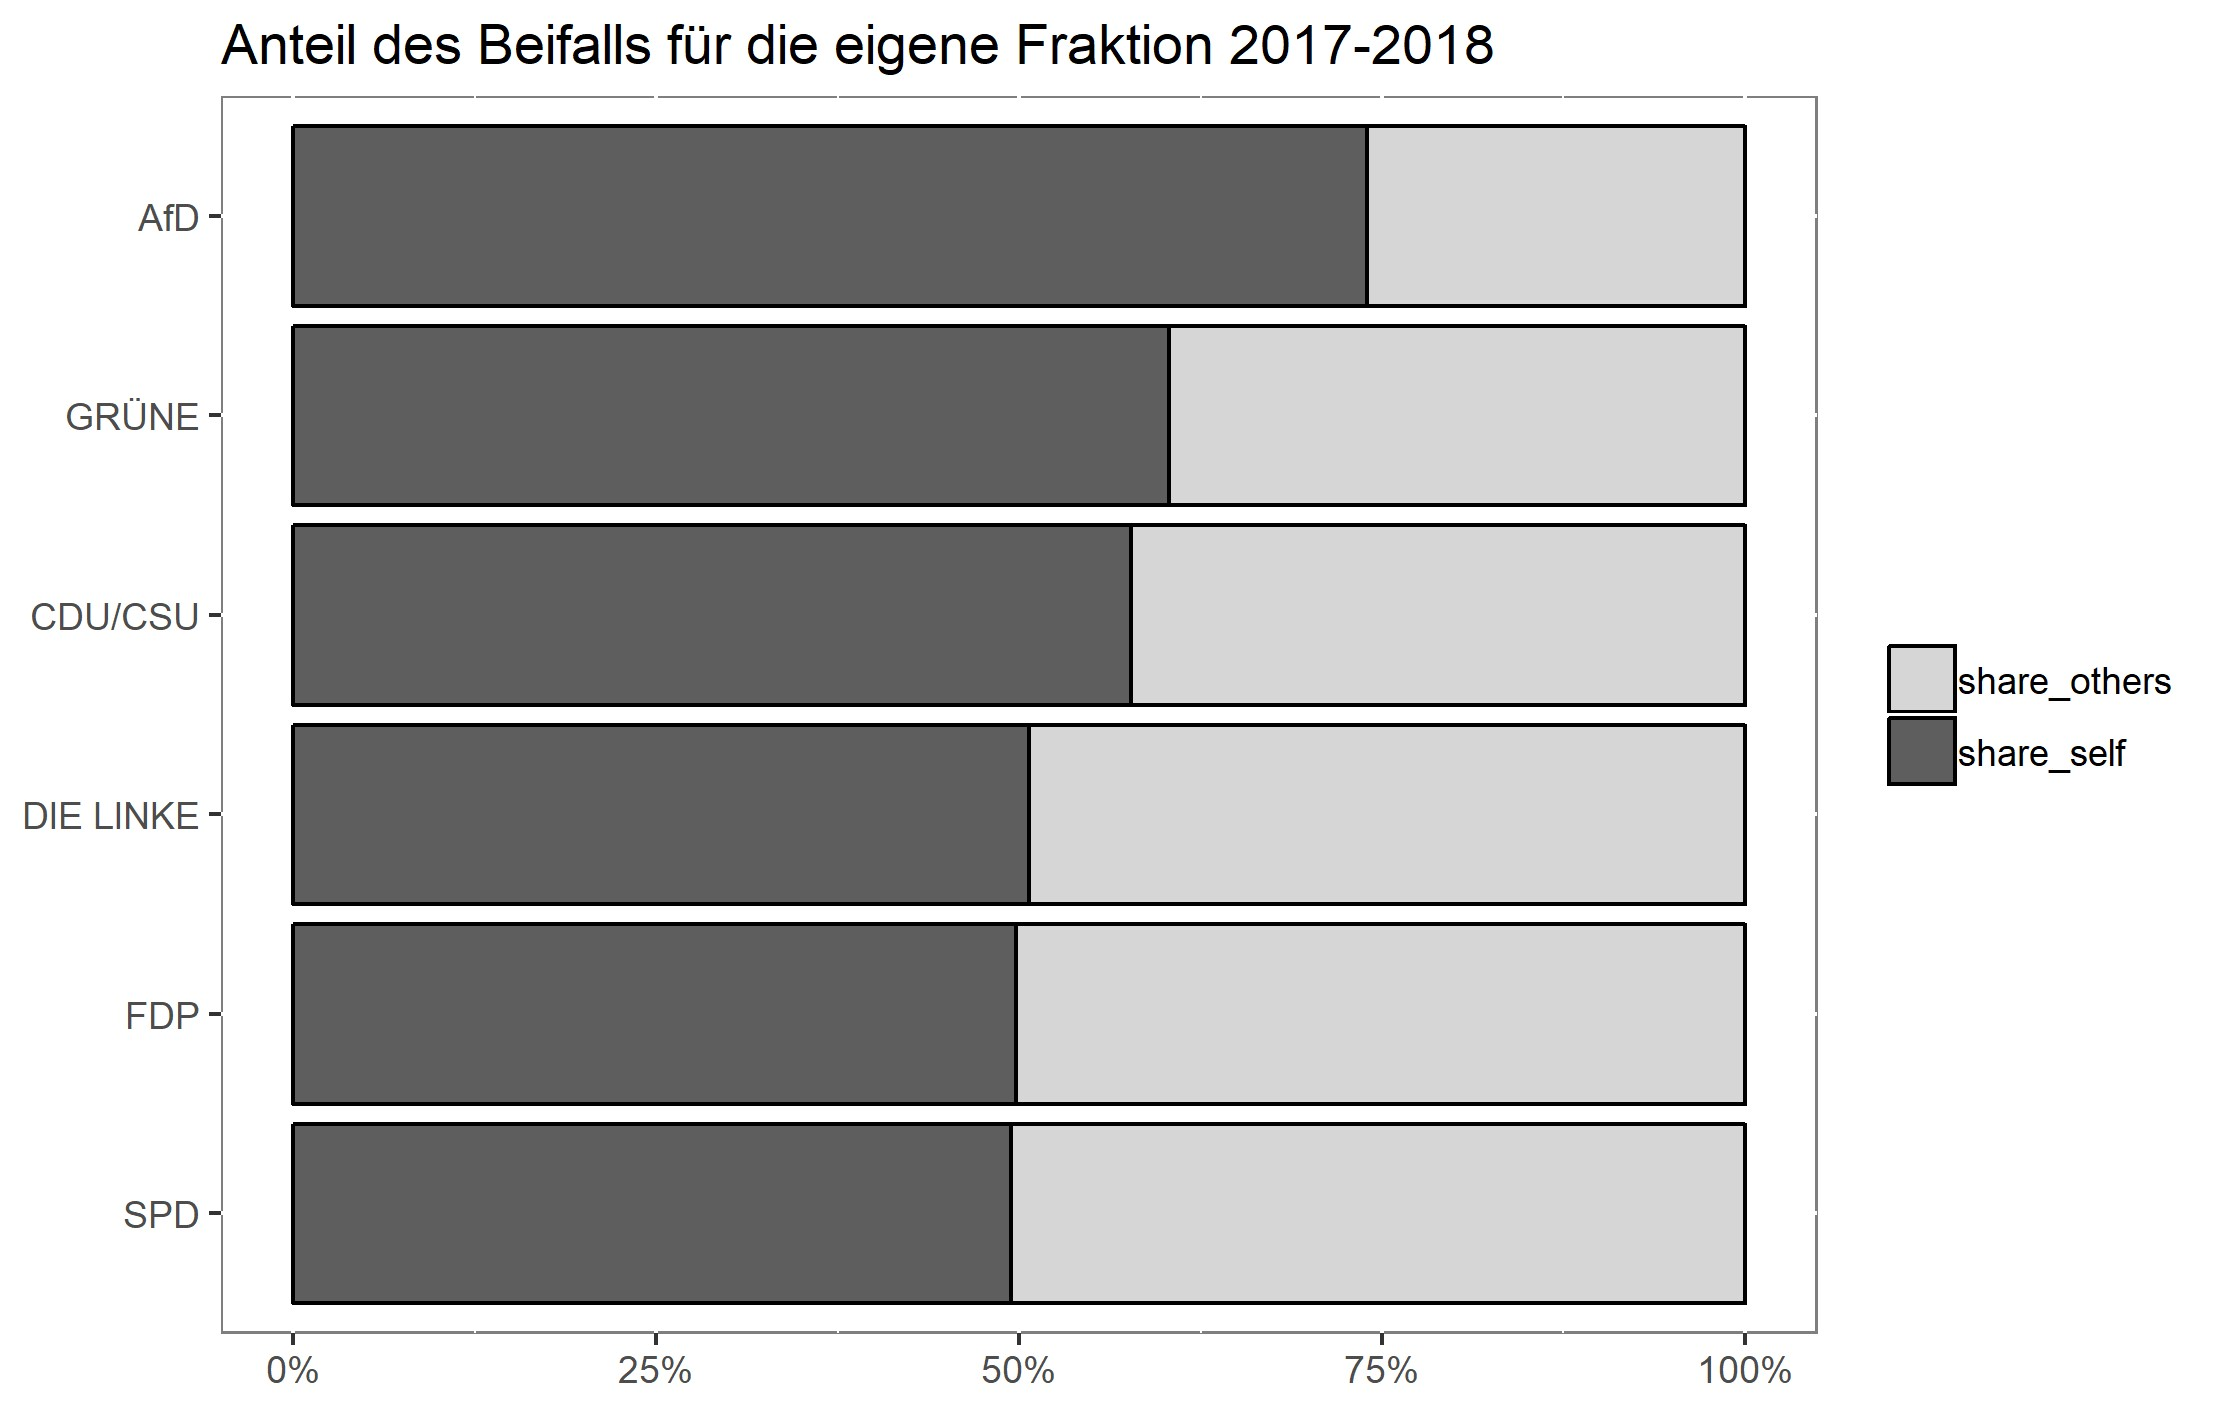 Anteil des Beifalls für die eigene Fraktion 2017-2018
AfD
GRÜNE
CDU/CSU
DIE LINKE
FDP
SPD
0% 25% 50% 75% 100%
share_others
share_self